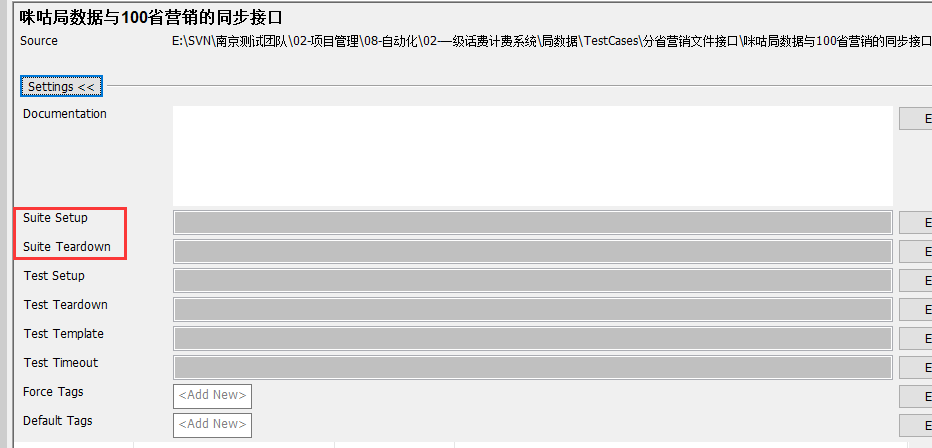 咪咕局数据与100省营销的同步接口
Source E:\SVN\南京测试团队\02-项目管理\08-自动化\02-一级话费计费系统\局数据\TestCases\分省营销文件接口\咪咕局数据与100省营销的同步接口
Settings <<
Documentation E
Suite Setup E
Suite Teardown E
Test Setup E
Test Teardown E
Test Template E
Test Timeout E
Force Tags <Add New> E
Default Tags <Add New> E